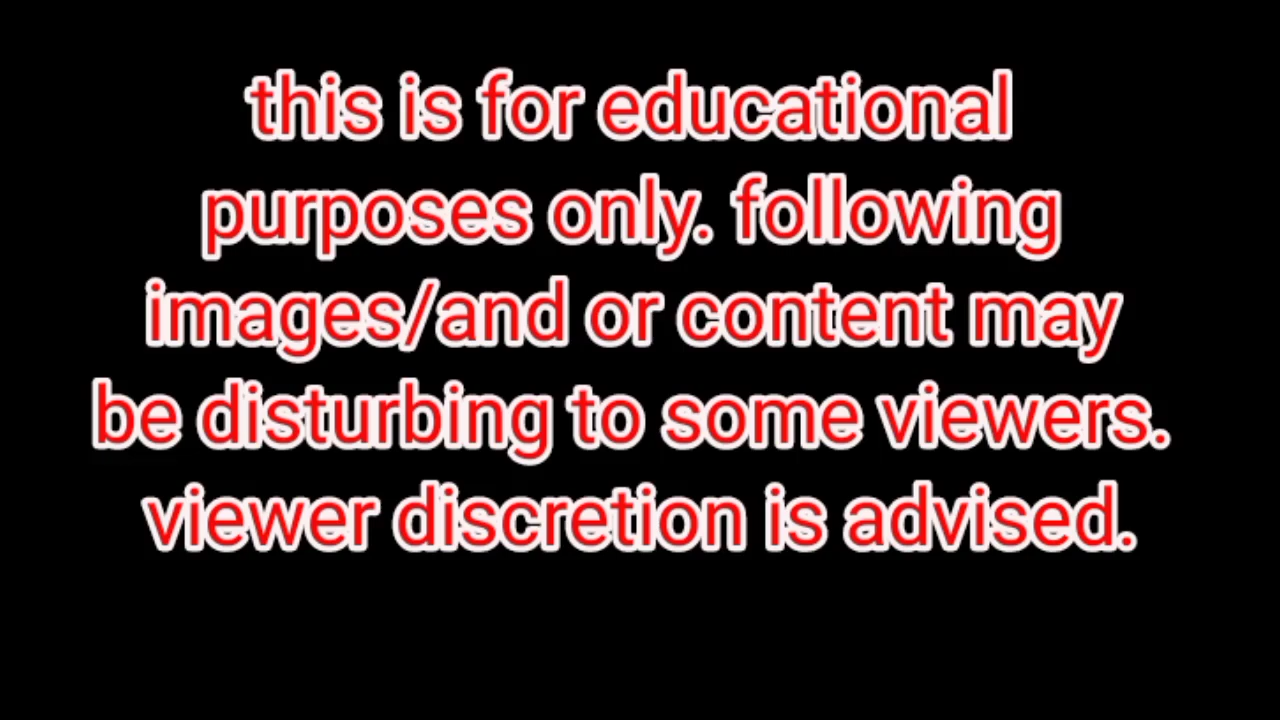 this is for educational
purposes only. following
images/and or content may
be disturbing to some viewers.
viewer discretion is advised.